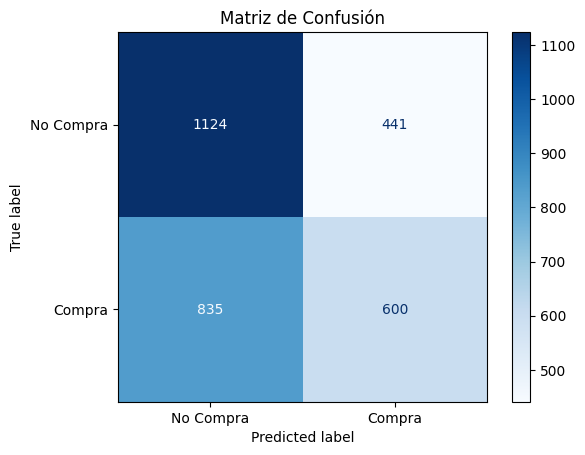 Matriz de Confusión
No Compra
Compra
True label
1124
441
835
600
No Compra
Compra
Predicted label
1100
1000
900
800
700
600
500